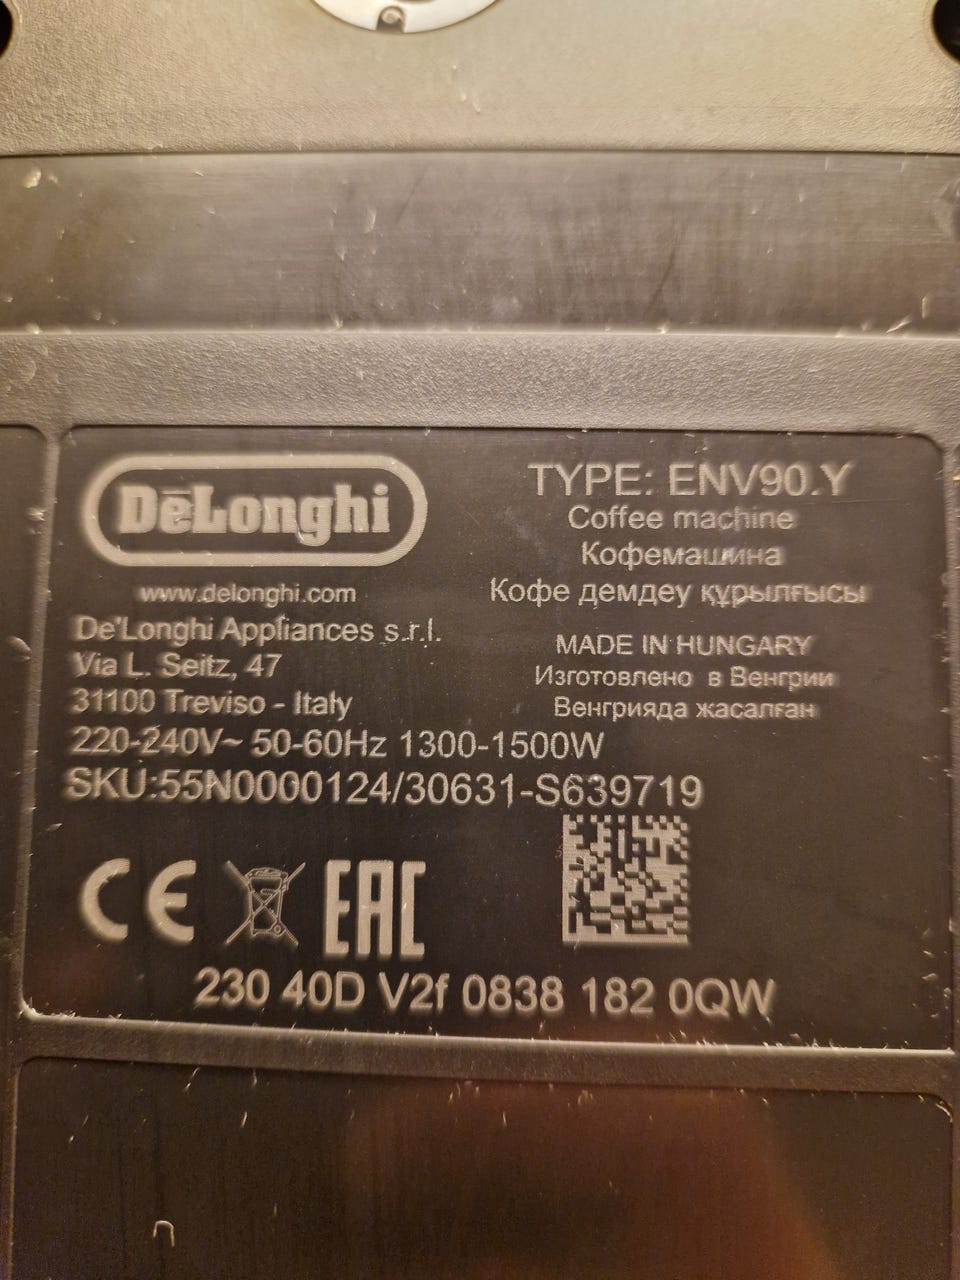 DēLonghi
www.delonghi.com
De'Longhi Appliances s.r.l.
Via L. Seitz, 47
31100 Treviso - Italy
220-240V~ 50-60Hz 1300-1500W
SKU:55N0000124/30631-S639719
TYPE: ENV90.Y
Coffee machine
Кофемашина
Кофе демдеу құрылғысы
MADE IN HUNGARY
Изготовлено в Венгрии
Венгрияда жасалған
CE
EAC
230 40D V2f 0838 182 0QW